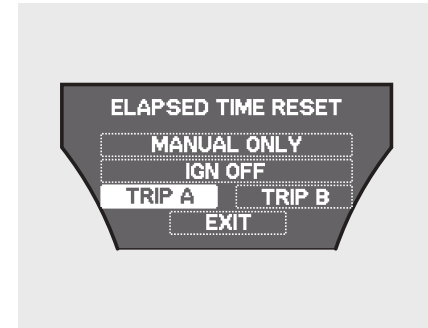 ELAPSED TIME RESET
MANUAL ONLY
IGN OFF
TRIP A TRIP B
EXIT